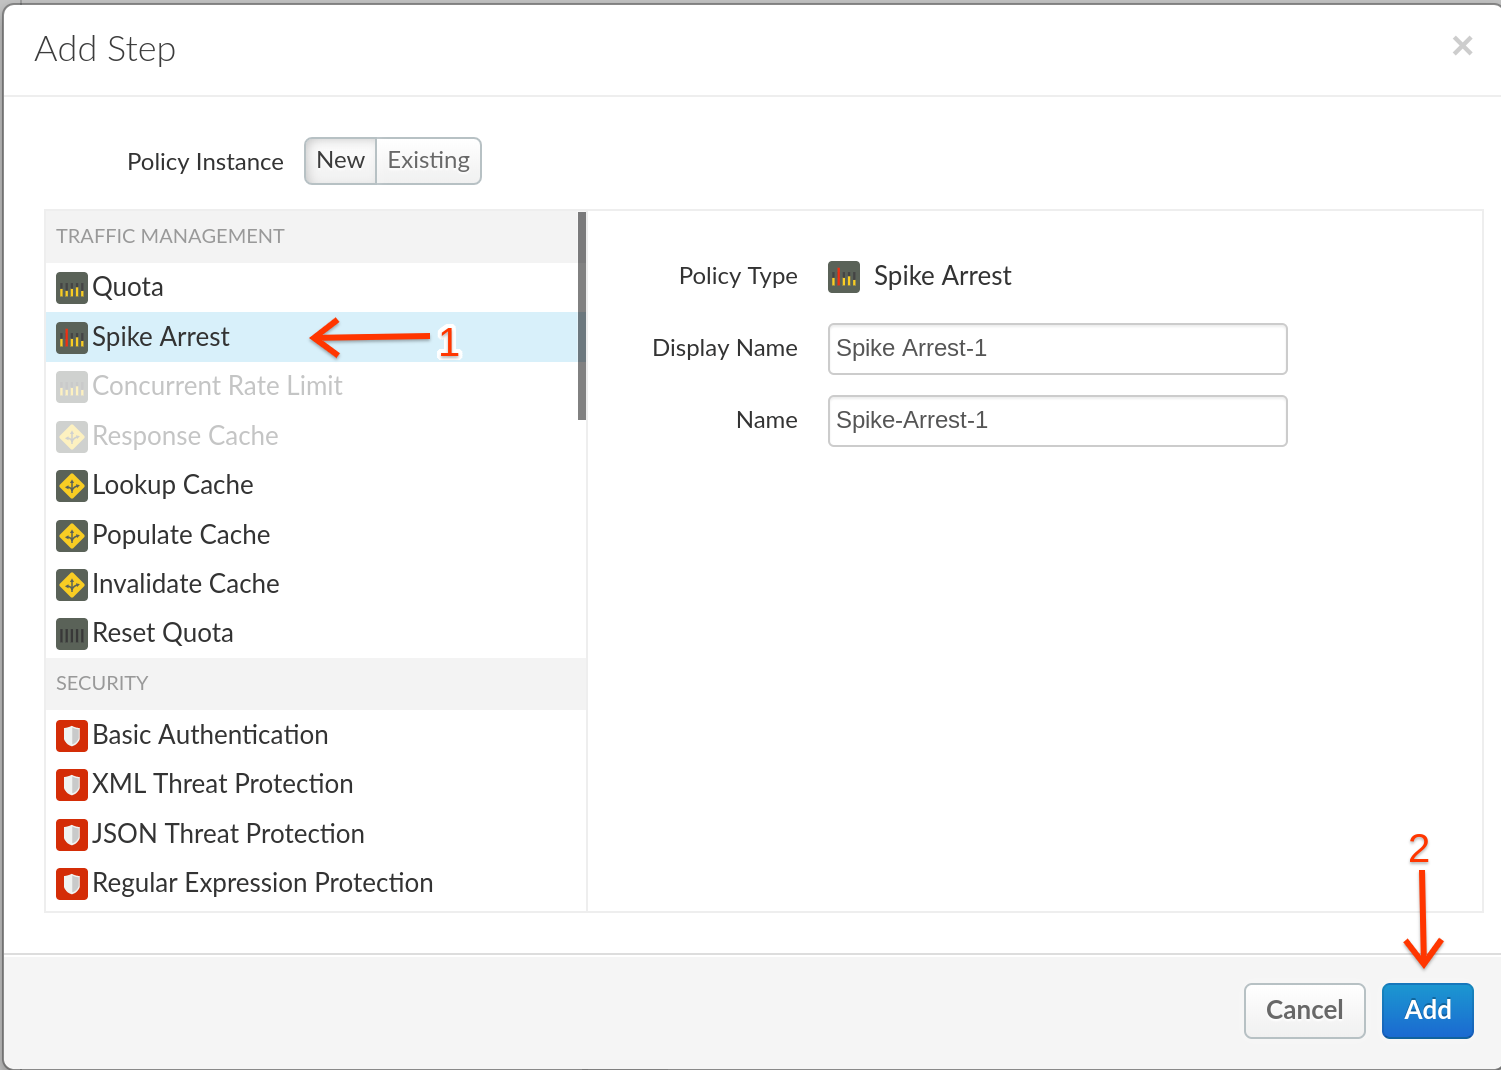 Add Step
×
Policy Instance New Existing
TRAFFIC MANAGEMENT
Quota
Spike Arrest 1
Concurrent Rate Limit
Response Cache
Lookup Cache
Populate Cache
Invalidate Cache
Reset Quota
SECURITY
Basic Authentication
XML Threat Protection
JSON Threat Protection
Regular Expression Protection
Policy Type Spike Arrest
Display Name Spike Arrest-1
Name Spike-Arrest-1
2
Cancel Add